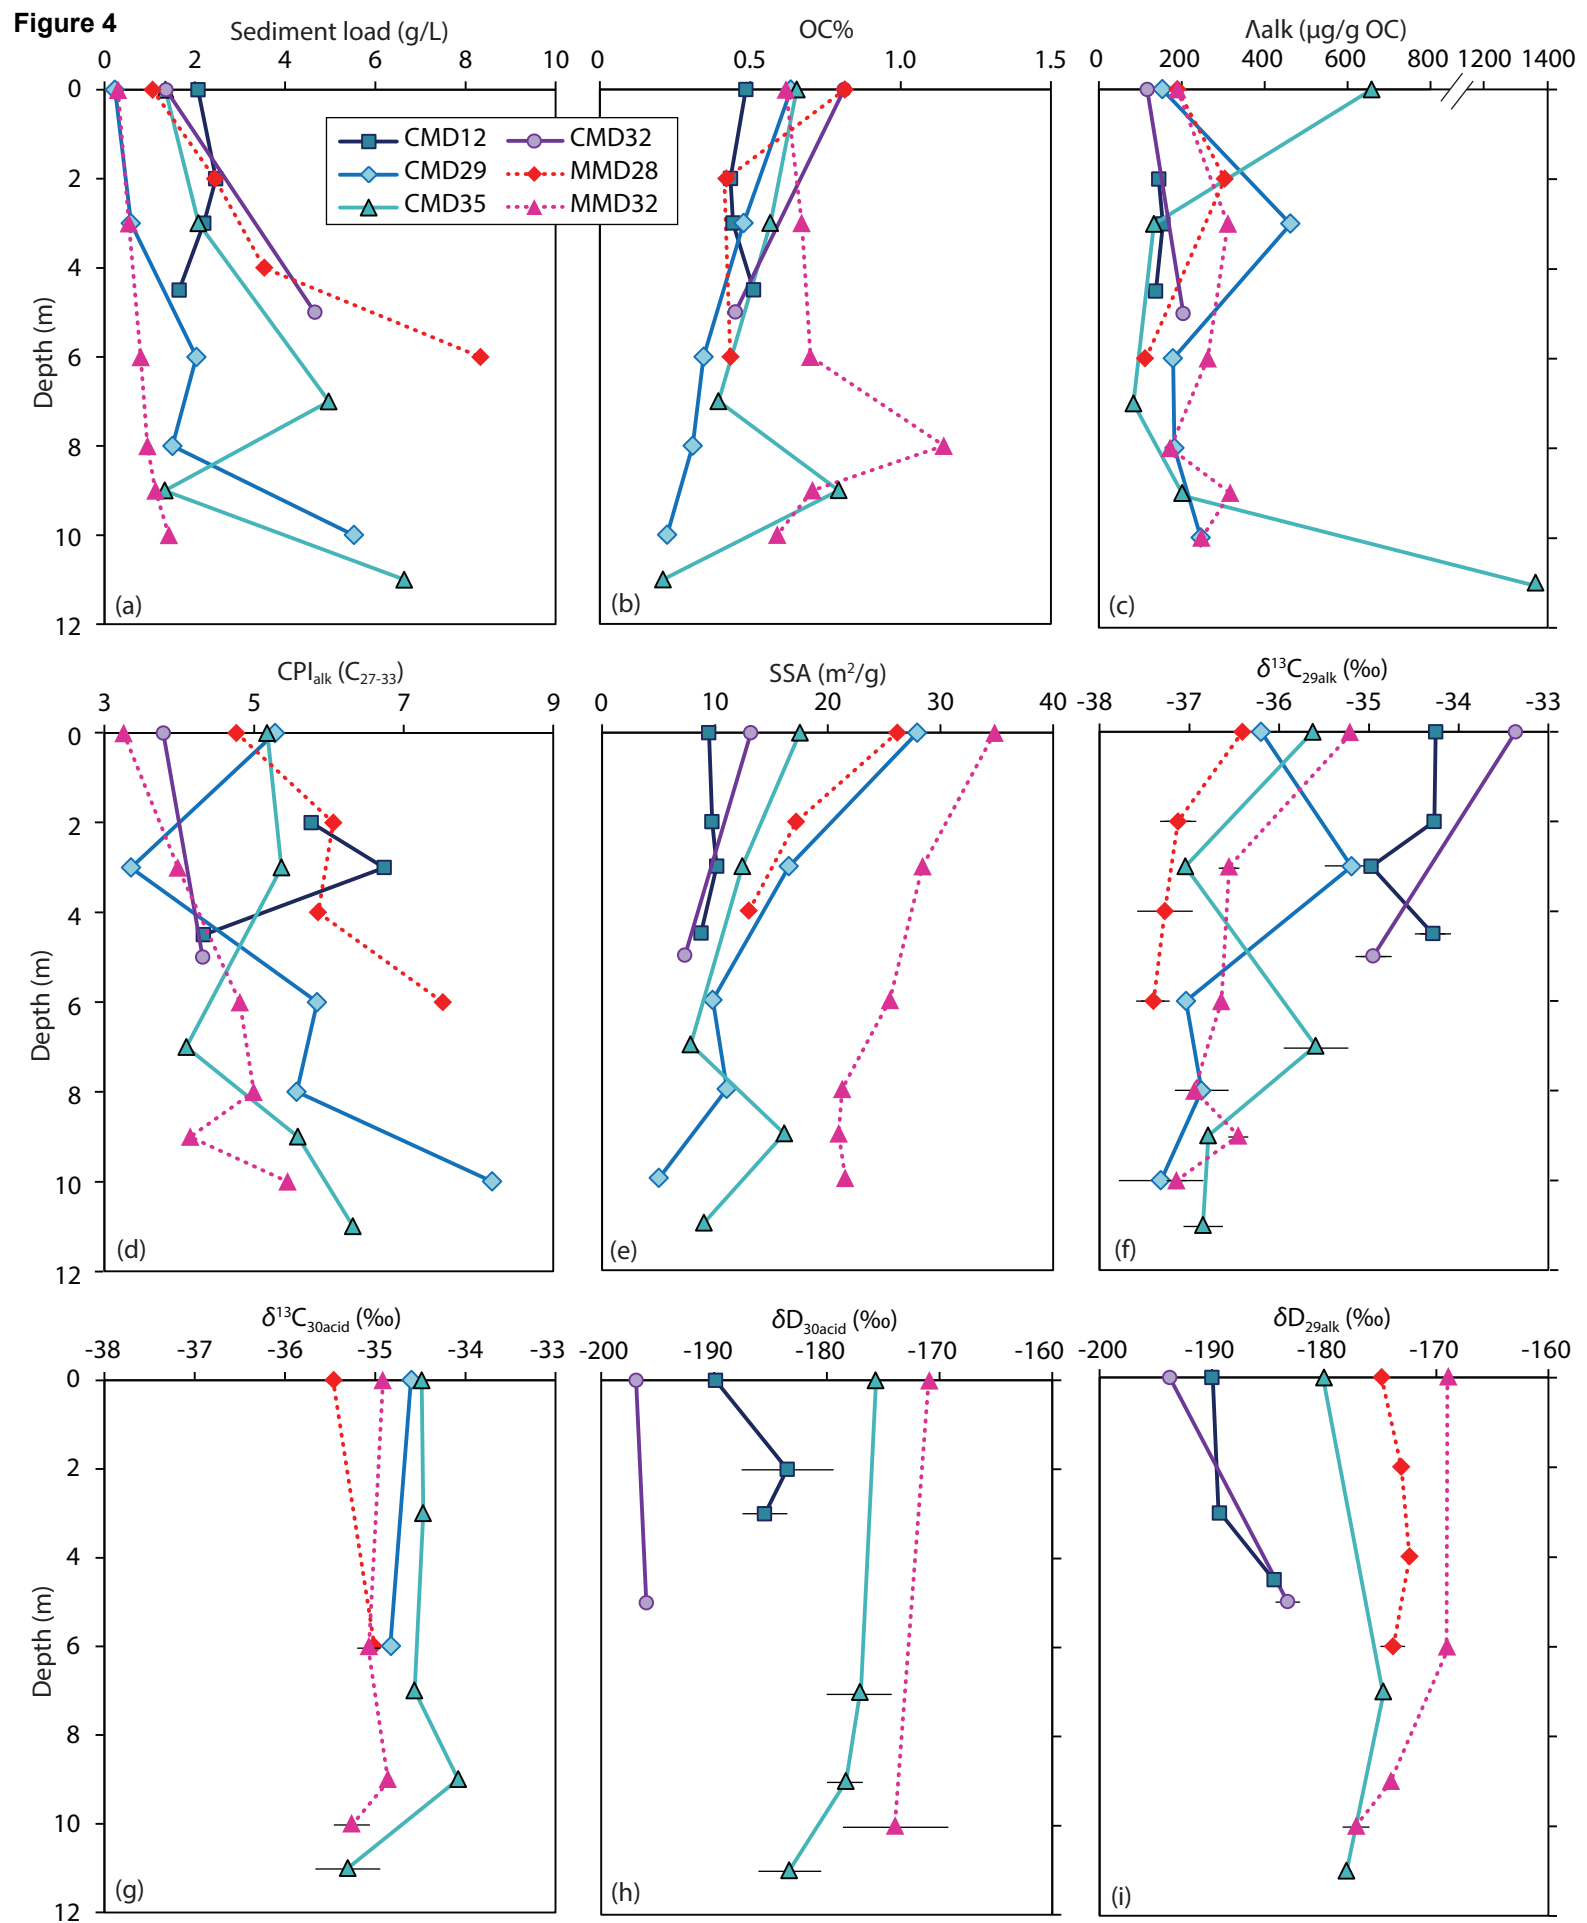 Figure 4
Sediment load (g/L)
OC%
Λalk (μg/g OC)
0 2 4 6 8 10
0 0.5 1.0 1.5
0 200 400 600 800 1200 1400
CMD12 CMD32
CMD29 MMD28
CMD35 MMD32
0
2
4
6
8
10
12
Depth (m)
(a)
(b)
(c)
CPIalk (C27-33)
SSA (m²/g)
δ¹³C29alk (‰)
3 5 7 9
0 10 20 30 40
-38 -37 -36 -35 -34 -33
0
2
4
6
8
10
12
Depth (m)
(d)
(e)
(f)
δ¹³C30acid (‰)
δD30acid (‰)
δD29alk (‰)
-38 -37 -36 -35 -34 -33
-200 -190 -180 -170 -160
-200 -190 -180 -170 -160
0
2
4
6
8
10
12
Depth (m)
(g)
(h)
(i)